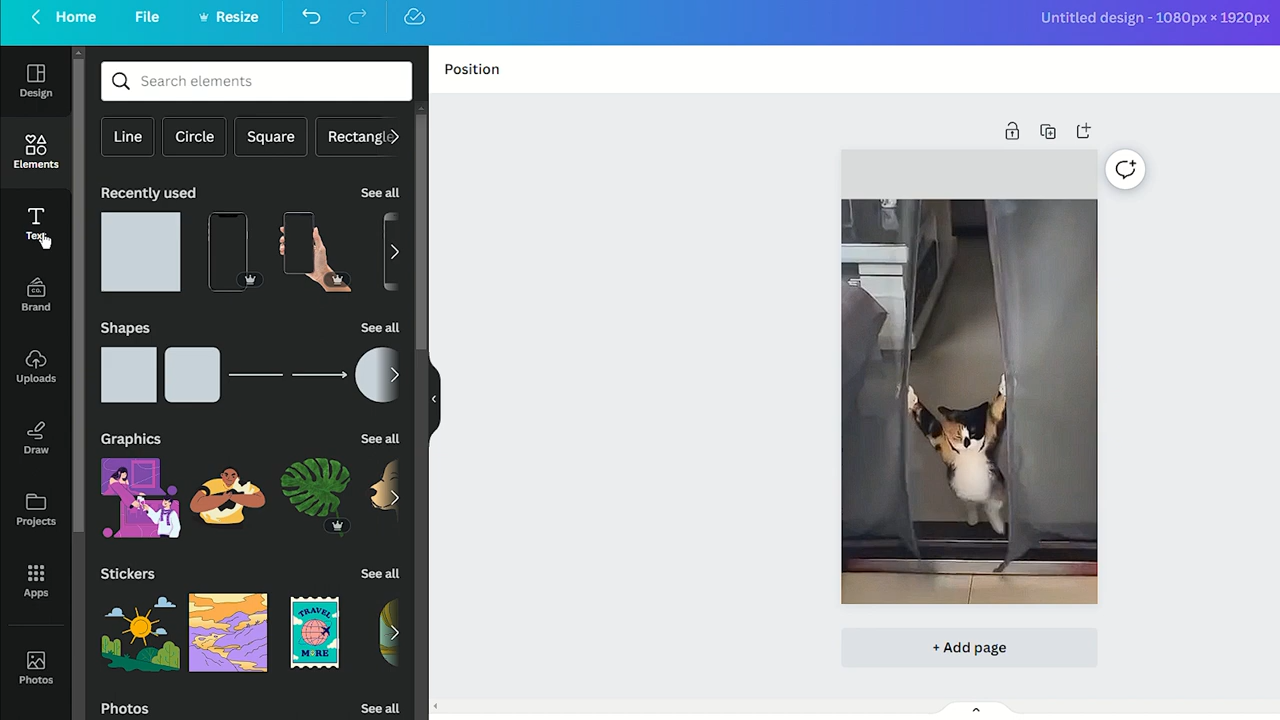 Home File Resize
Untitled design - 1080px × 1920px
Design
Elements
Text
Brand
CO.
Uploads
Draw
Projects
Apps
Photos
Search elements
Line Circle Square Rectangle
Recently used See all
Shapes See all
Graphics See all
Stickers See all
TRAVEL
MORE
Photos See all
Position
+ Add page